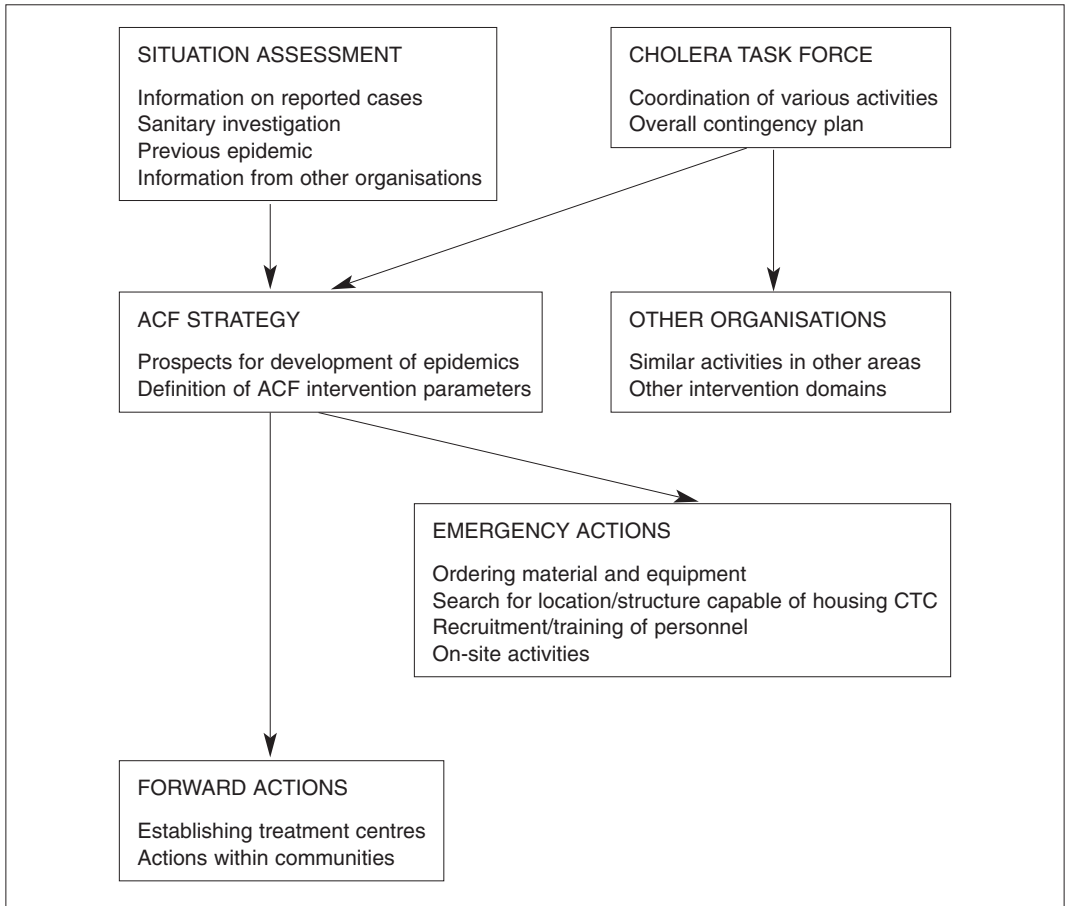 SITUATION ASSESSMENT
Information on reported cases
Sanitary investigation
Previous epidemic
Information from other organisations
CHOLERA TASK FORCE
Coordination of various activities
Overall contingency plan
ACF STRATEGY
Prospects for development of epidemics
Definition of ACF intervention parameters
OTHER ORGANISATIONS
Similar activities in other areas
Other intervention domains
EMERGENCY ACTIONS
Ordering material and equipment
Search for location/structure capable of housing CTC
Recruitment/training of personnel
On-site activities
FORWARD ACTIONS
Establishing treatment centres
Actions within communities